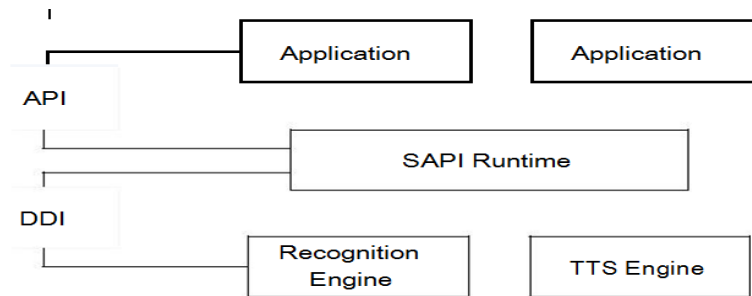 Application
Application
API
SAPI Runtime
DDI
Recognition
Engine
TTS Engine